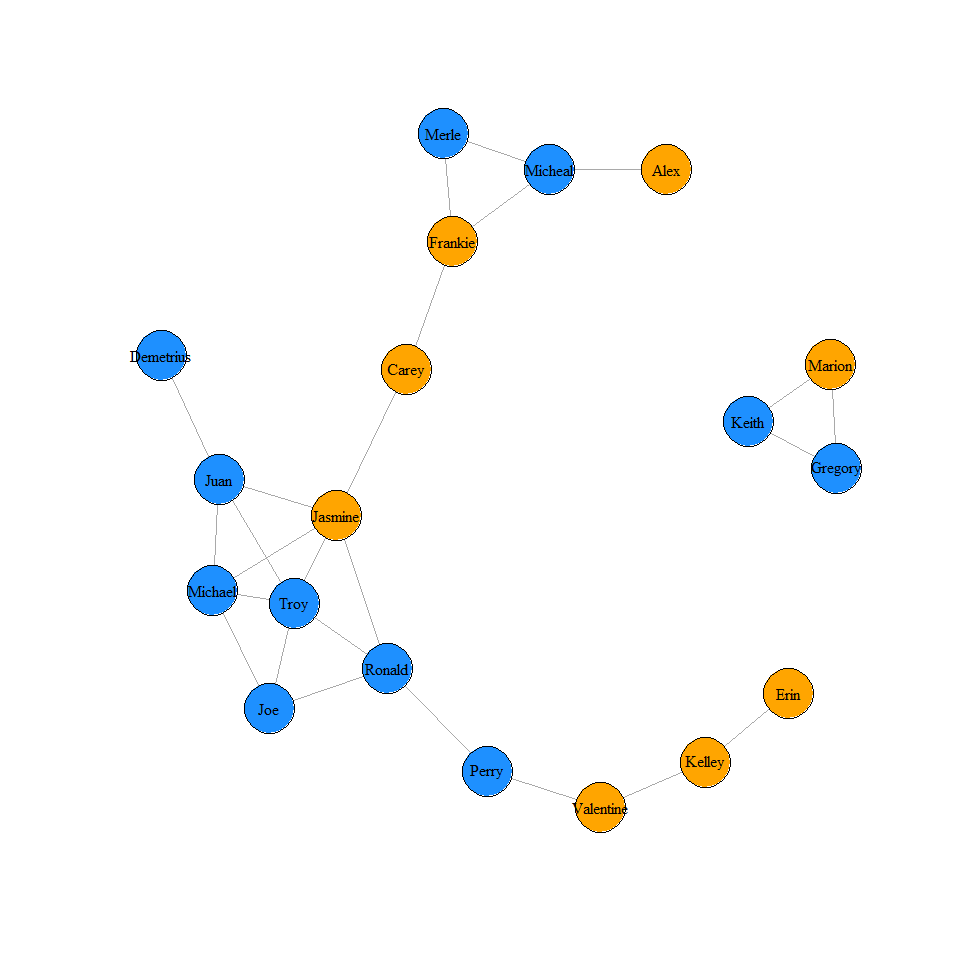 Merle
Micheal
Alex
Frankie
Demetrius
Carey
Marion
Keith
Gregory
Juan
Jasmine
Michael
Troy
Ronald
Joe
Erin
Kelley
Perry
Valentine